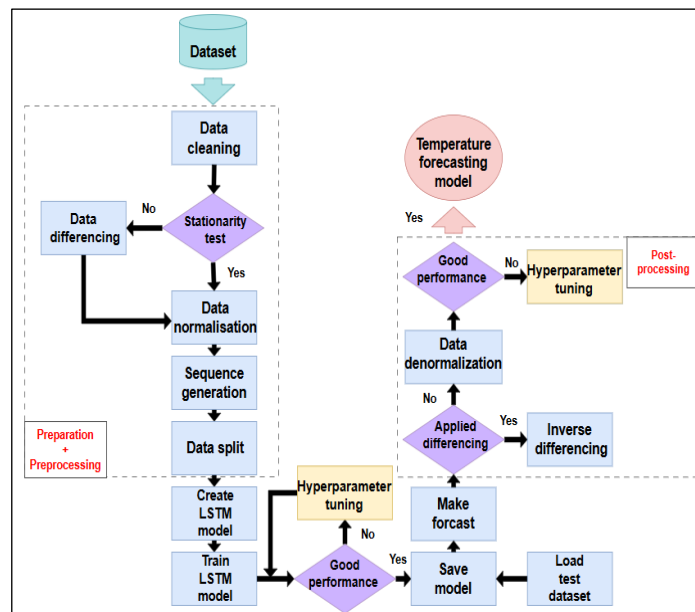 Dataset
Data
cleaning
Stationarity
test
No
Data
differencing
Yes
Data
normalisation
Sequence
generation
Data split
Preparation
+
Preprocessing
Create
LSTM
model
Train
LSTM
model
Hyperparameter
tuning
No
Good
performance
Yes
Save
model
Load
test
dataset
Make
forcast
Applied
differencing
Yes
Inverse
differencing
No
Data
denormalization
Good
performance
No
Hyperparameter
tuning
Post-
processing
Yes
Temperature
forecasting
model